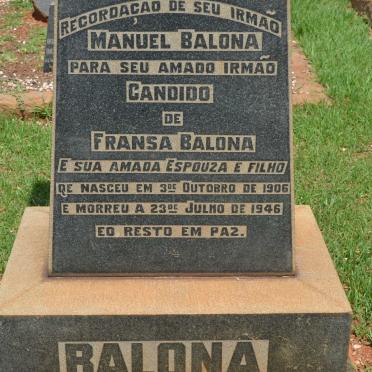 RECORDAÇÃO DE SEU IRMÃO
MANUEL BALONA
PARA SEU AMADO IRMÃO
CANDIDO
DE
FRANSA BALONA
E SUA AMADA ESPOUZA E FILHO
QE NASCEU EM 3DE OUTOBRO DE 1906
E MORREU A 23DE JULHO DE 1946
EO RESTO EM PAZ.
BALONA